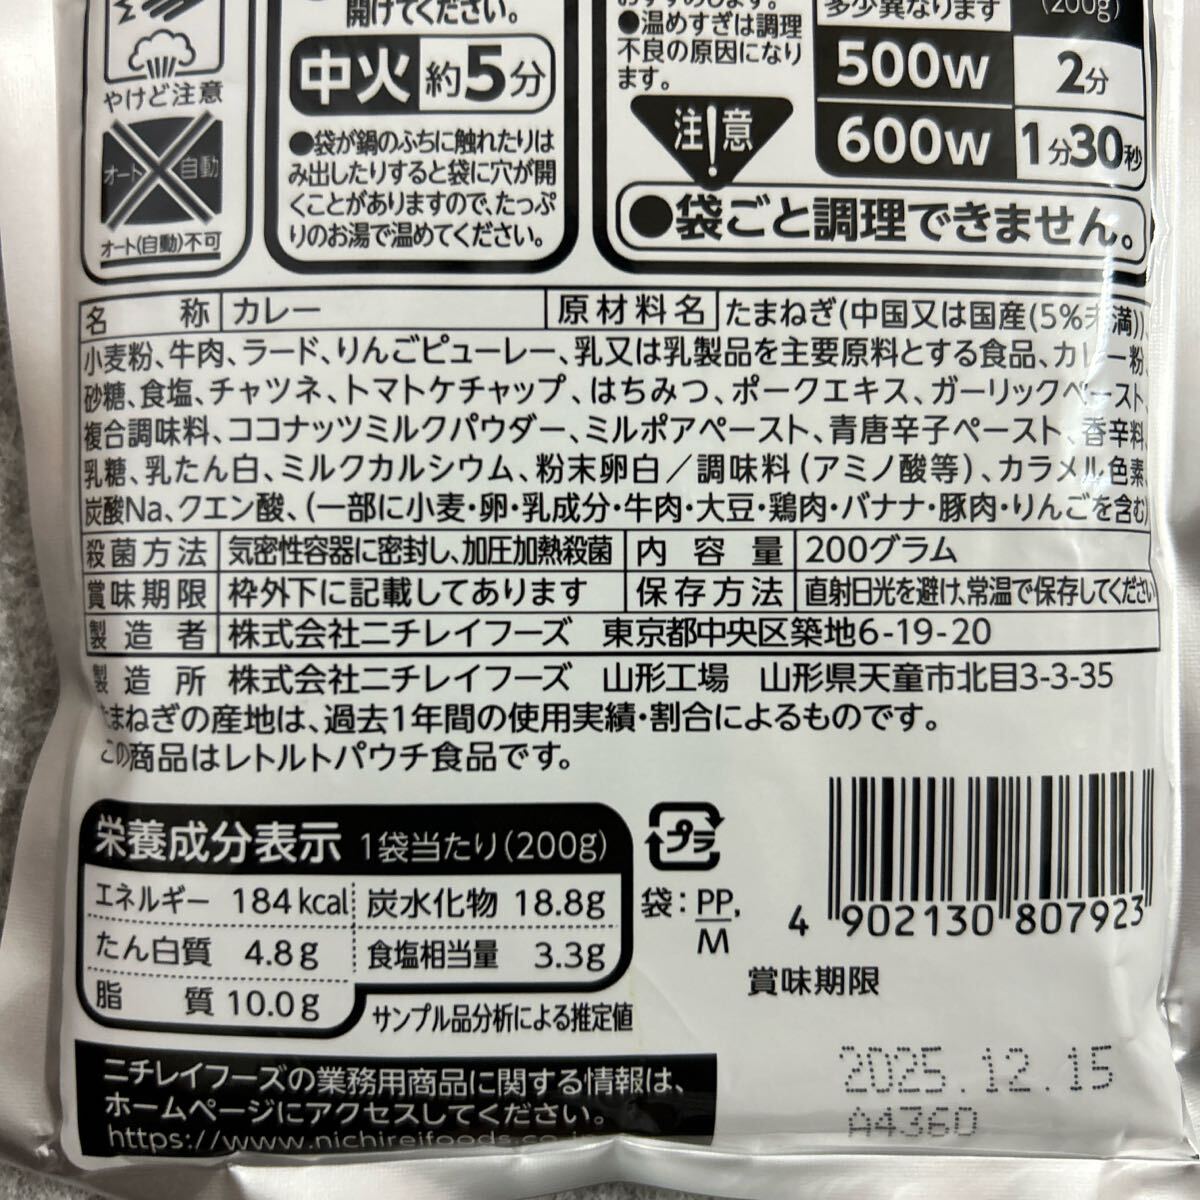 開けてください。
中火 約5分
●袋が鍋のふちに触れたりは
み出したりすると袋に穴が開
くことがありますので、たっぷ
りのお湯で温めてください。
やけど注意
オート 自動
オート(自動)不可
●温めすぎは調理
不良の原因になり
ます。
注!意
多少異なります
(200g)
500W 2分
600W 1分30秒
●袋ごと調理できません。
名称 カレー 原材料名 たまねぎ(中国又は国産(5%未満))、
小麦粉、牛肉、ラード、りんごピューレー、乳又は乳製品を主要原料とする食品、カレー粉、
砂糖、食塩、チャツネ、トマトケチャップ、はちみつ、ポークエキス、ガーリックペースト、
複合調味料、ココナッツミルクパウダー、ミルポアペースト、青唐辛子ペースト、香辛料、
乳糖、乳たん白、ミルクカルシウム、粉末卵白／調味料(アミノ酸等)、カラメル色素、
炭酸Na、クエン酸、(一部に小麦・卵・乳成分・牛肉・大豆・鶏肉・バナナ・豚肉・りんごを含む)
殺菌方法 気密性容器に密封し、加圧加熱殺菌 内容量 200グラム
賞味期限 枠外下に記載してあります 保存方法 直射日光を避け、常温で保存してください
製造者 株式会社ニチレイフーズ 東京都中央区築地6-19-20
製造所 株式会社ニチレイフーズ 山形工場 山形県天童市北目3-3-35
たまねぎの産地は、過去1年間の使用実績・割合によるものです。
この商品はレトルトパウチ食品です。
栄養成分表示 1袋当たり(200g)
エネルギー 184kcal 炭水化物 18.8g
たん白質 4.8g 食塩相当量 3.3g
脂質 10.0g サンプル品分析による推定値
プラ
袋：PP,
M
4 902130 807923
賞味期限
2025.12.15
A4360
ニチレイフーズの業務用商品に関する情報は、
ホームページにアクセスしてください。
https://www.nichireifoods.co.jp